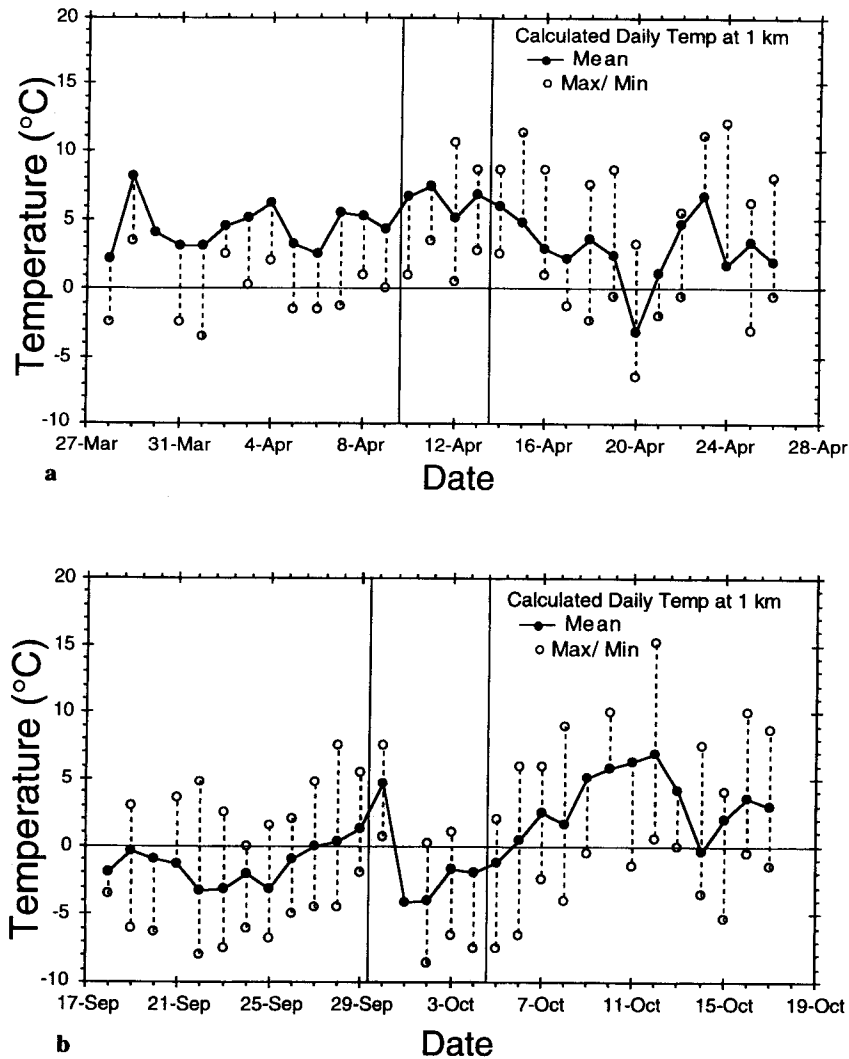 20
15
10
5
0
-5
-10
Temperature (°C)
Calculated Daily Temp at 1 km
Mean
Max/ Min
27-Mar 31-Mar 4-Apr 8-Apr 12-Apr 16-Apr 20-Apr 24-Apr 28-Apr
a
Date
20
15
10
5
0
-5
-10
Temperature (°C)
Calculated Daily Temp at 1 km
Mean
Max/ Min
17-Sep 21-Sep 25-Sep 29-Sep 3-Oct 7-Oct 11-Oct 15-Oct 19-Oct
b
Date